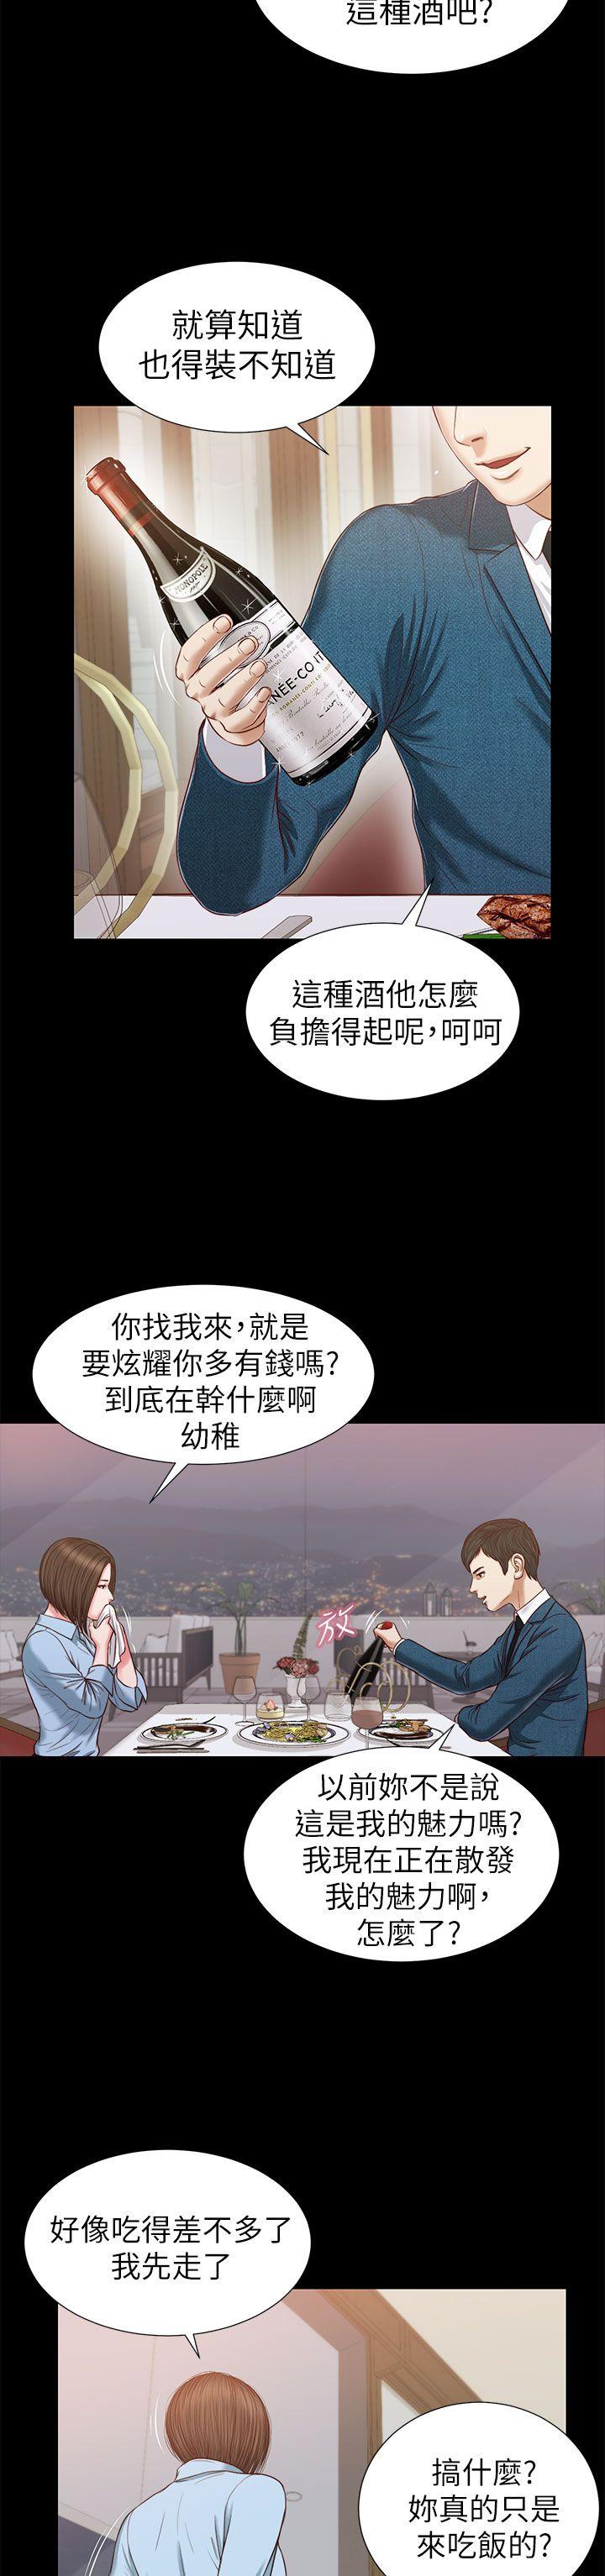 這種酒吧?
就算知道
也得裝不知道
MONOPOLE
NÉE-CONTI
這種酒他怎麼
負擔得起呢,呵呵
你找我來,就是
要炫耀你多有錢嗎?
到底在幹什麼啊
幼稚
放
以前妳不是說
這是我的魅力嗎?
我現在正在散發
我的魅力啊,
怎麼了?
好像吃得差不多了
我先走了
搞什麼?
妳真的只是
來吃飯的?